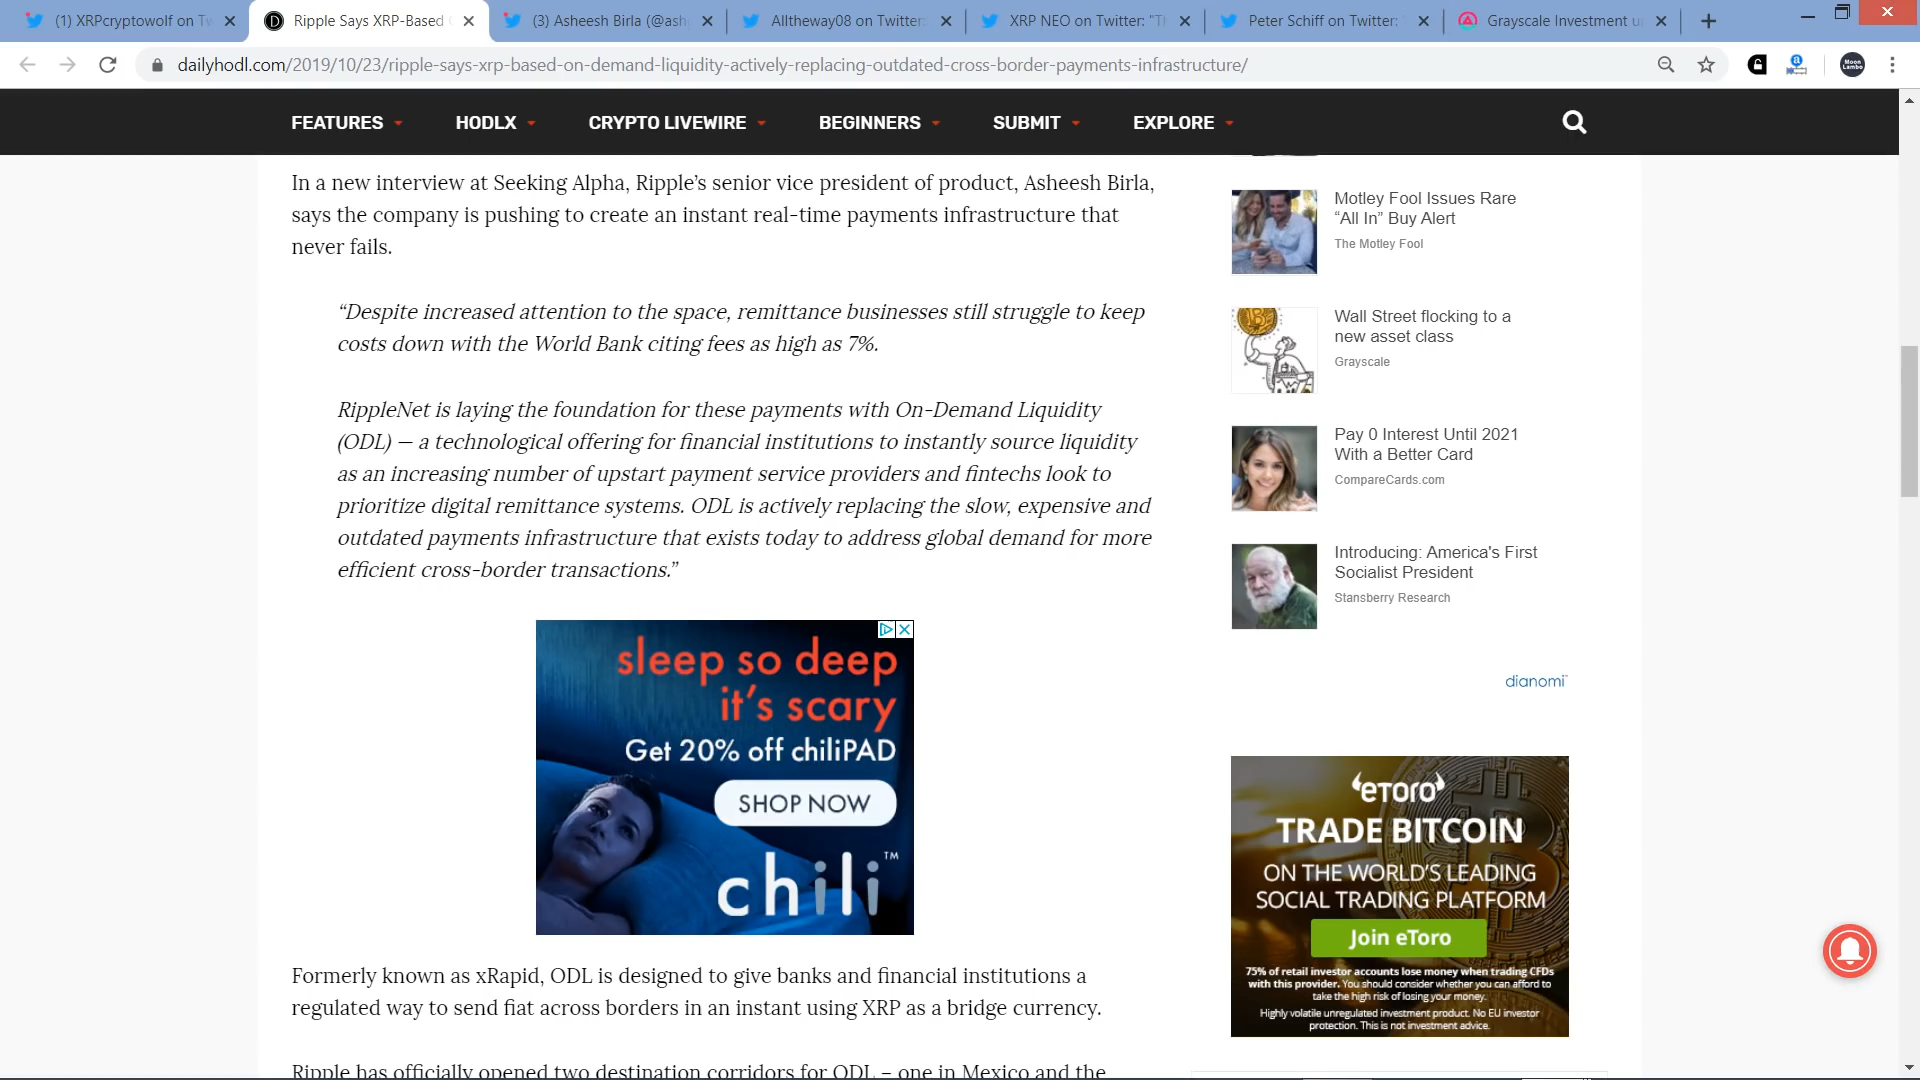 (1) XRPcryptowolf on Tw
Ripple Says XRP-Based
(3) Asheesh Birla (@ash
Alltheway08 on Twitter:
XRP NEO on Twitter: "Th
Peter Schiff on Twitter: "
Grayscale Investment u
dailyhodl.com/2019/10/23/ripple-says-xrp-based-on-demand-liquidity-actively-replacing-outdated-cross-border-payments-infrastructure/
Moon
Lambo
FEATURES HODLX CRYPTO LIVEWIRE BEGINNERS SUBMIT EXPLORE
In a new interview at Seeking Alpha, Ripple’s senior vice president of product, Asheesh Birla,
says the company is pushing to create an instant real-time payments infrastructure that
never fails.
“Despite increased attention to the space, remittance businesses still struggle to keep
costs down with the World Bank citing fees as high as 7%.
RippleNet is laying the foundation for these payments with On-Demand Liquidity
(ODL) — a technological offering for financial institutions to instantly source liquidity
as an increasing number of upstart payment service providers and fintechs look to
prioritize digital remittance systems. ODL is actively replacing the slow, expensive and
outdated payments infrastructure that exists today to address global demand for more
efficient cross-border transactions.”
sleep so deep
it’s scary
Get 20% off chiliPAD
SHOP NOW
chili™
Formerly known as xRapid, ODL is designed to give banks and financial institutions a
regulated way to send fiat across borders in an instant using XRP as a bridge currency.
Ripple has officially opened two destination corridors for ODL – one in Mexico and the
Motley Fool Issues Rare
“All In” Buy Alert
The Motley Fool
Wall Street flocking to a
new asset class
Grayscale
Pay 0 Interest Until 2021
With a Better Card
CompareCards.com
Introducing: America's First
Socialist President
Stansberry Research
dianomi
eToro
TRADE BITCOIN
ON THE WORLD’S LEADING
SOCIAL TRADING PLATFORM
Join eToro
75% of retail investor accounts lose money when trading CFDs
with this provider. You should consider whether you can afford to
take the high risk of losing your money.
Highly volatile unregulated investment product. No EU investor
protection. This is not investment advice.